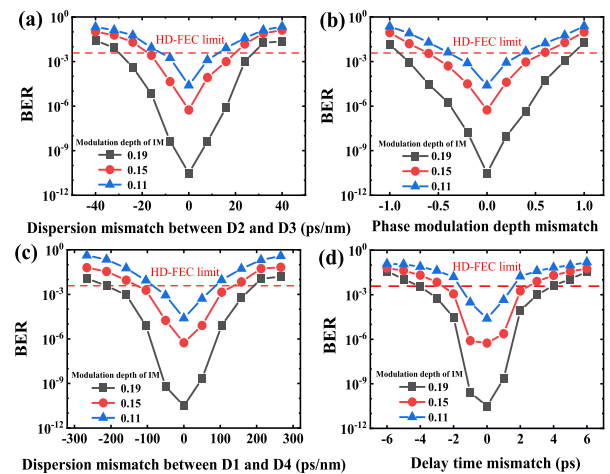 (a)
HD-FEC limit
BER
10^0
10^-3
10^-6
10^-9
10^-12
Modulation depth of IM
0.19
0.15
0.11
-40 -20 0 20 40
Dispersion mismatch between D2 and D3 (ps/nm)
(b)
HD-FEC limit
BER
10^0
10^-3
10^-6
10^-9
10^-12
Modulation depth of IM
0.19
0.15
0.11
-1.0 -0.5 0.0 0.5 1.0
Phase modulation depth mismatch
(c)
HD-FEC limit
BER
10^0
10^-3
10^-6
10^-9
10^-12
Modulation depth of IM
0.19
0.15
0.11
-300 -200 -100 0 100 200 300
Dispersion mismatch between D1 and D4 (ps/nm)
(d)
HD-FEC limit
BER
10^0
10^-3
10^-6
10^-9
10^-12
Modulation depth of IM
0.19
0.15
0.11
-6 -4 -2 0 2 4 6
Delay time mismatch (ps)